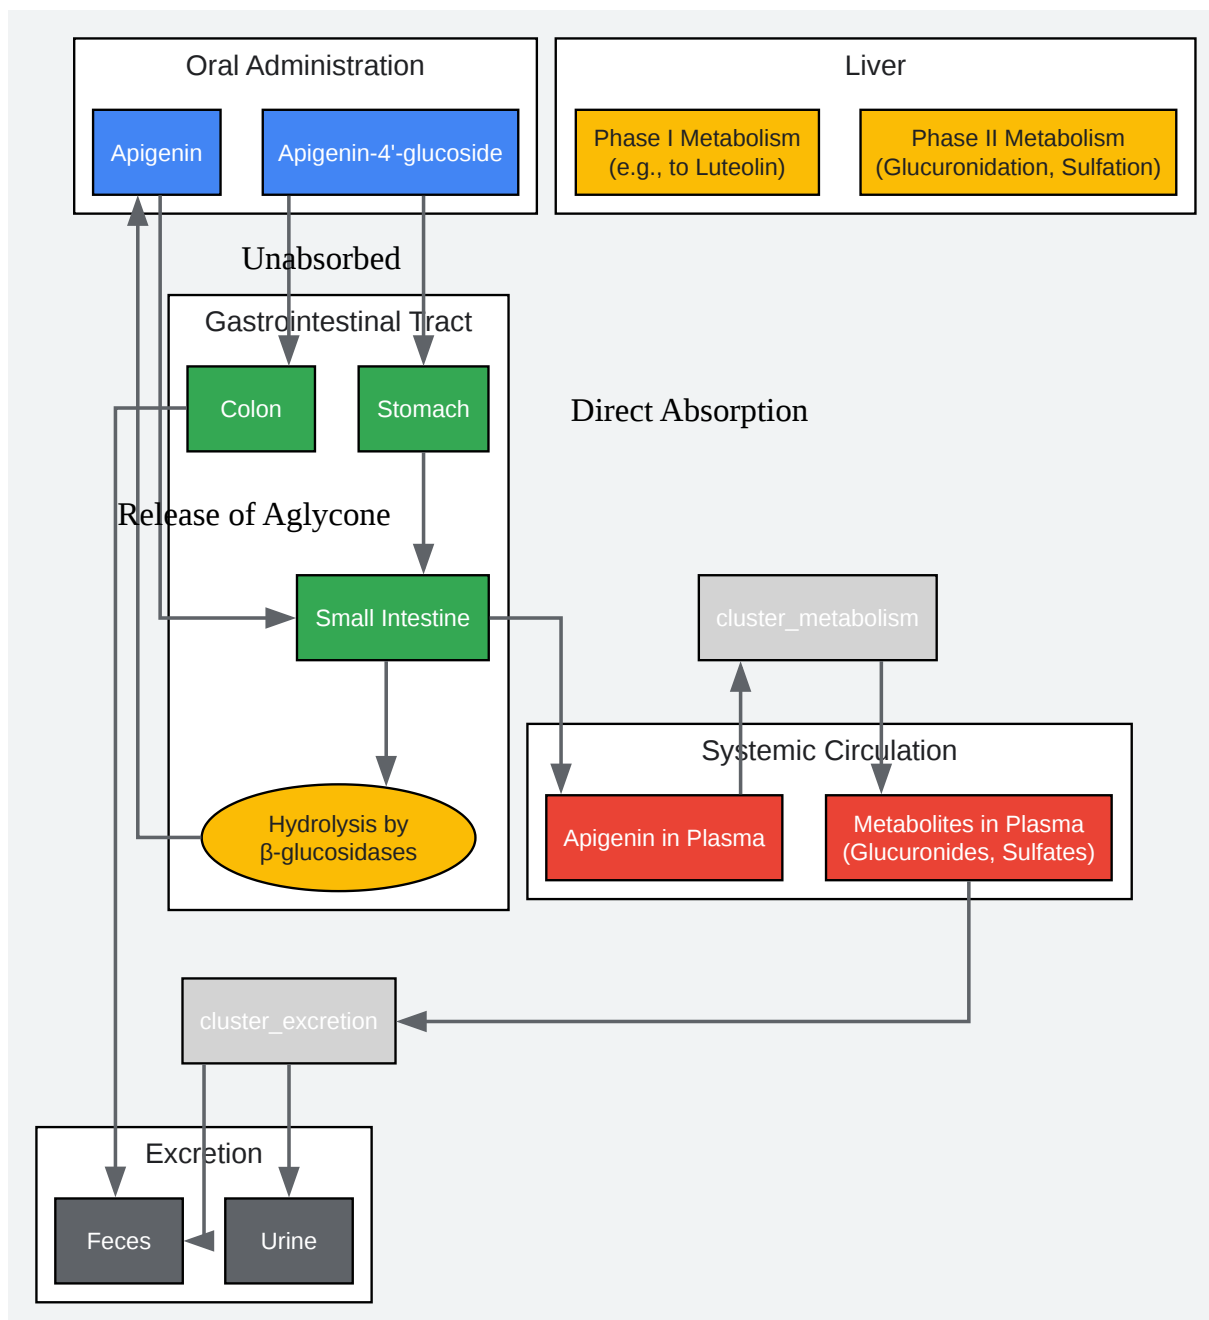 Oral Administration
Liver
Apigenin
Apigenin-4'-glucoside
Phase I Metabolism
(e.g., to Luteolin)
Phase II Metabolism
(Glucuronidation, Sulfation)
Unabsorbed
Gastrointestinal Tract
Colon
Stomach
Direct Absorption
Release of Aglycone
Small Intestine
cluster_metabolism
Systemic Circulation
Hydrolysis by
β-glucosidases
Apigenin in Plasma
Metabolites in Plasma
(Glucuronides, Sulfates)
cluster_excretion
Excretion
Feces
Urine